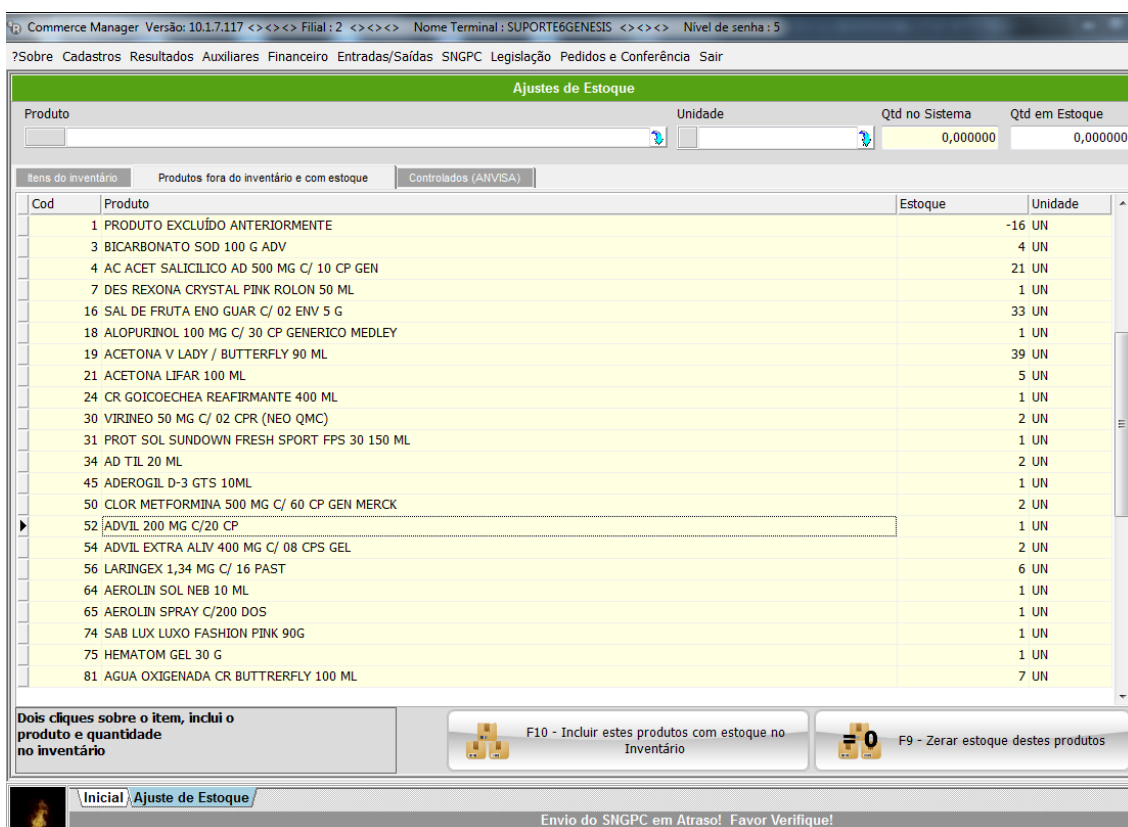 Commerce Manager Versão: 10.1.7.117 <><><> Filial : 2 <><><> Nome Terminal : SUPORTE6GENESIS <><><> Nível de senha : 5
?Sobre Cadastros Resultados Auxiliares Financeiro Entradas/Saídas SNGPC Legislação Pedidos e Conferência Sair
Ajustes de Estoque
Produto Unidade Qtd no Sistema Qtd em Estoque
0,000000 0,000000
Itens do inventário Produtos fora do inventário e com estoque Controlados (ANVISA)
Cod Produto Estoque Unidade
1 PRODUTO EXCLUÍDO ANTERIORMENTE -16 UN
3 BICARBONATO SOD 100 G ADV 4 UN
4 AC ACET SALICILICO AD 500 MG C/ 10 CP GEN 21 UN
7 DES REXONA CRYSTAL PINK ROLON 50 ML 1 UN
16 SAL DE FRUTA ENO GUAR C/ 02 ENV 5 G 33 UN
18 ALOPURINOL 100 MG C/ 30 CP GENERICO MEDLEY 1 UN
19 ACETONA V LADY / BUTTERFLY 90 ML 39 UN
21 ACETONA LIFAR 100 ML 5 UN
24 CR GOICOECHEA REAFIRMANTE 400 ML 1 UN
30 VIRINEO 50 MG C/ 02 CPR (NEO QMC) 2 UN
31 PROT SOL SUNDOWN FRESH SPORT FPS 30 150 ML 1 UN
34 AD TIL 20 ML 2 UN
45 ADEROGIL D-3 GTS 10ML 1 UN
50 CLOR METFORMINA 500 MG C/ 60 CP GEN MERCK 2 UN
52 ADVIL 200 MG C/20 CP 1 UN
54 ADVIL EXTRA ALIV 400 MG C/ 08 CPS GEL 2 UN
56 LARINGEX 1,34 MG C/ 16 PAST 6 UN
64 AEROLIN SOL NEB 10 ML 1 UN
65 AEROLIN SPRAY C/200 DOS 1 UN
74 SAB LUX LUXO FASHION PINK 90G 1 UN
75 HEMATOM GEL 30 G 1 UN
81 AGUA OXIGENADA CR BUTTRERFLY 100 ML 7 UN
Dois cliques sobre o item, inclui o
produto e quantidade
no inventário
F10 - Incluir estes produtos com estoque no
Inventário
= 0 F9 - Zerar estoque destes produtos
Inicial Ajuste de Estoque
Envio do SNGPC em Atraso! Favor Verifique!